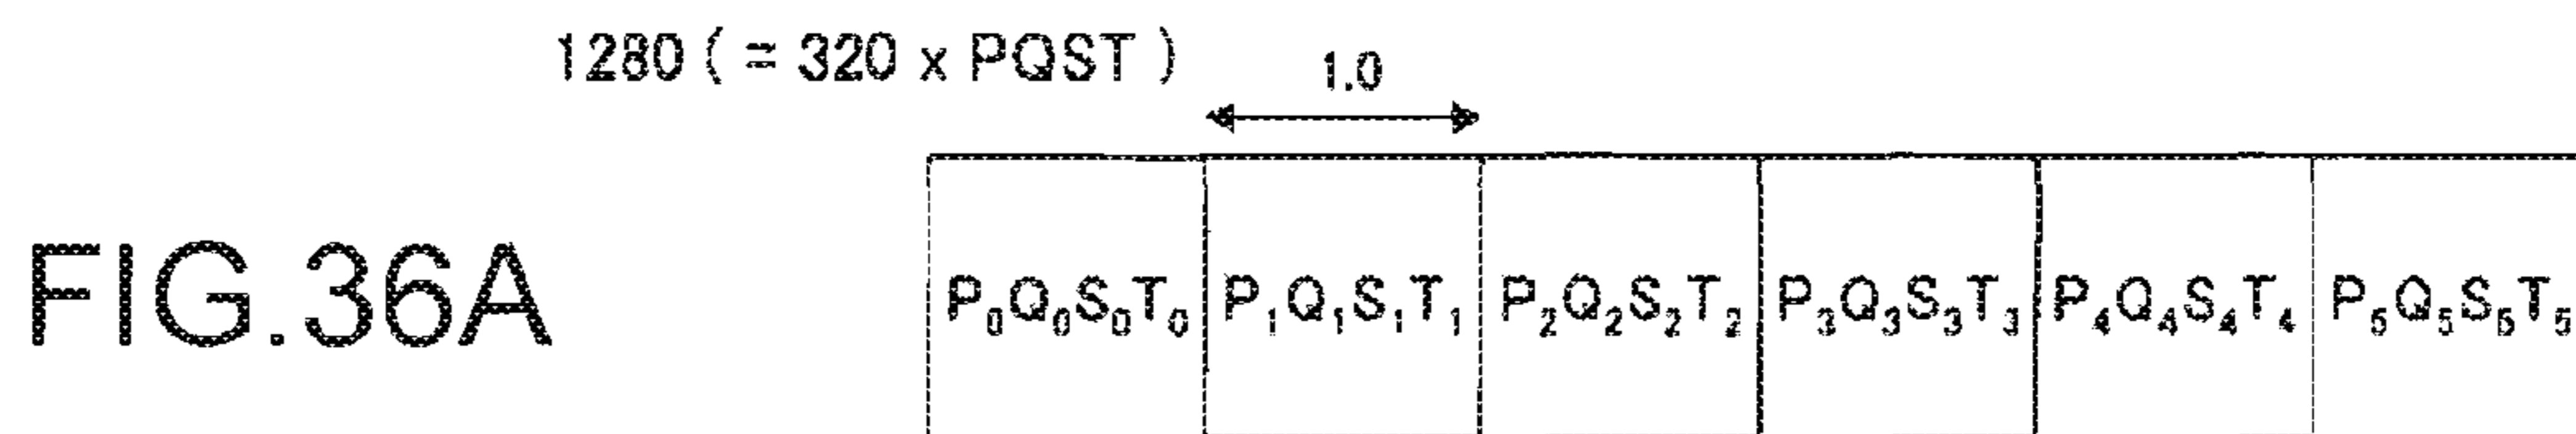 1280 ( = 320 x PQST )
1.0
FIG.36A
P₀Q₀S₀T₀ P₁Q₁S₁T₁ P₂Q₂S₂T₂ P₃Q₃S₃T₃ P₄Q₄S₄T₄ P₅Q₅S₅T₅